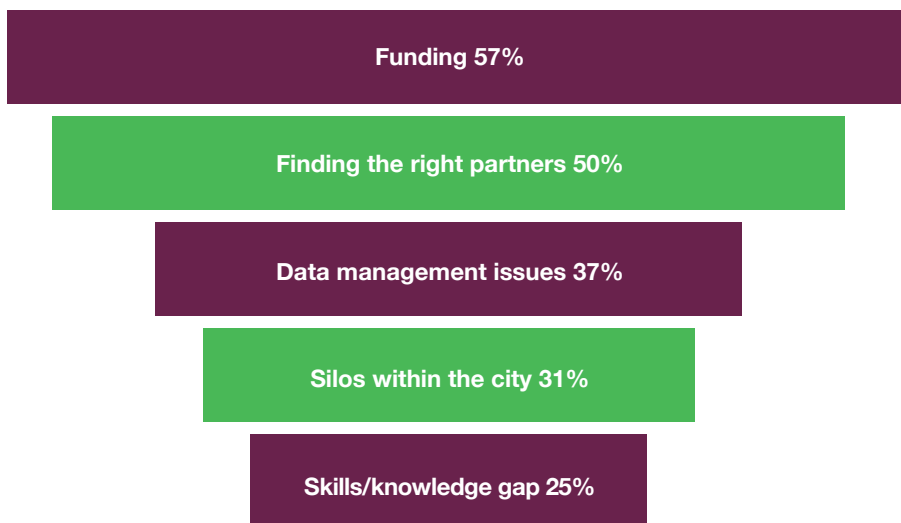 Funding 57%
Finding the right partners 50%
Data management issues 37%
Silos within the city 31%
Skills/knowledge gap 25%